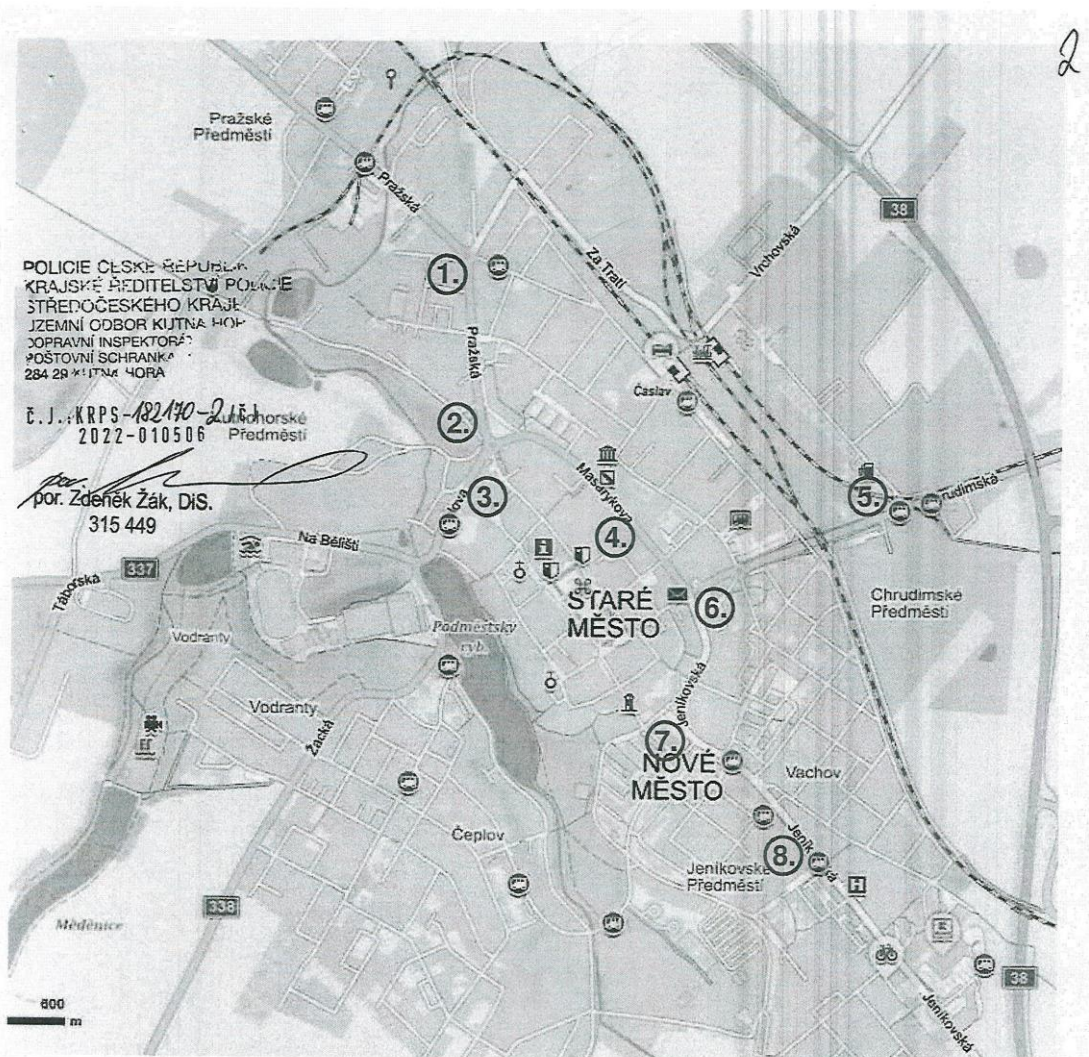 2
Pražské
Předměstí
Pražská
38
Vrchovská
Za Tratí
1.
POLICIE ČESKÉ REPUBLIK
KRAJSKÉ ŘEDITELSTVÍ POLICIE
STŘEDOČESKÉHO KRAJE
ÚZEMNÍ ODBOR KUTNÁ HOR
DOPRAVNÍ INSPEKTORÁT
POŠTOVNÍ SCHRÁNKA
284 29 KUTNÁ HORA
Pražská
Čáslav
č.j.: KRPS-182170-2/čj
2022-010506
horské
Předměstí
2.
por. Zdeněk Žák, DiS.
315 449
3.
Masarykova
4.
5.
rudimská
Na Bělišti
337
Táborská
Vodranty
STARÉ
MĚSTO
6.
Chrudimské
Předměstí
Podměstský
ryb.
Vodranty
Žacká
Jeníkovská
7.
NOVÉ
MĚSTO
Vachov
Čeplov
Jeníkovská
8.
Jeníkovské
Předměstí
H
338
Měděnice
38
Jeníkovská
600
m